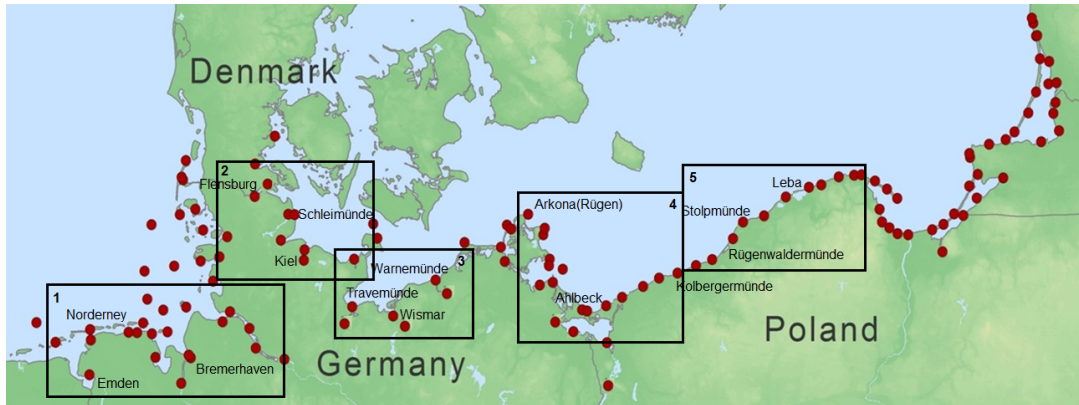 Denmark
2
Flensburg
Schleimünde
Kiel
5
Leba
Stolpmünde
Rügenwaldermünde
Arkona(Rügen)
4
Kolbergermünde
Ahlbeck
3
Warnemünde
Travemünde
Wismar
1
Norderney
Emden
Bremerhaven
Germany
Poland